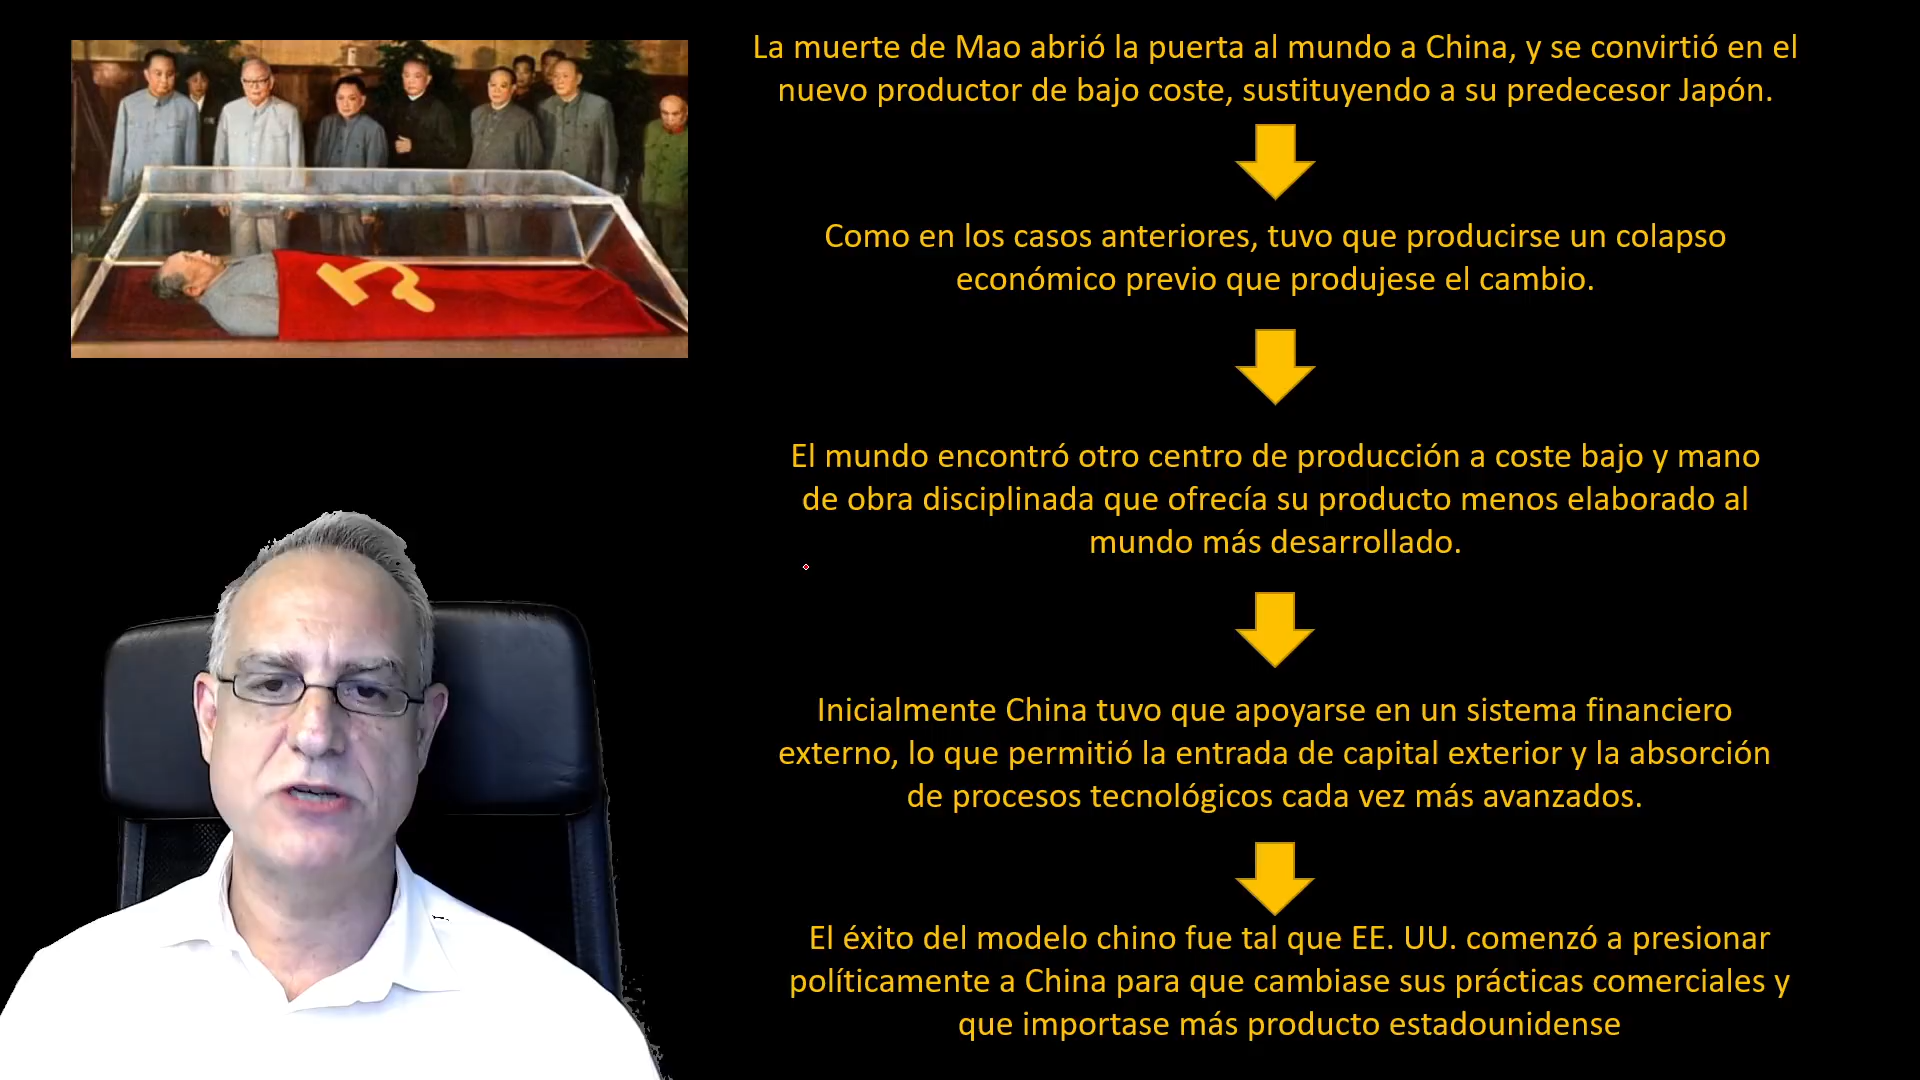 La muerte de Mao abrió la puerta al mundo a China, y se convirtió en el
nuevo productor de bajo coste, sustituyendo a su predecesor Japón.
Como en los casos anteriores, tuvo que producirse un colapso
económico previo que produjese el cambio.
El mundo encontró otro centro de producción a coste bajo y mano
de obra disciplinada que ofrecía su producto menos elaborado al
mundo más desarrollado.
Inicialmente China tuvo que apoyarse en un sistema financiero
externo, lo que permitió la entrada de capital exterior y la absorción
de procesos tecnológicos cada vez más avanzados.
El éxito del modelo chino fue tal que EE. UU. comenzó a presionar
políticamente a China para que cambiase sus prácticas comerciales y
que importase más producto estadounidense